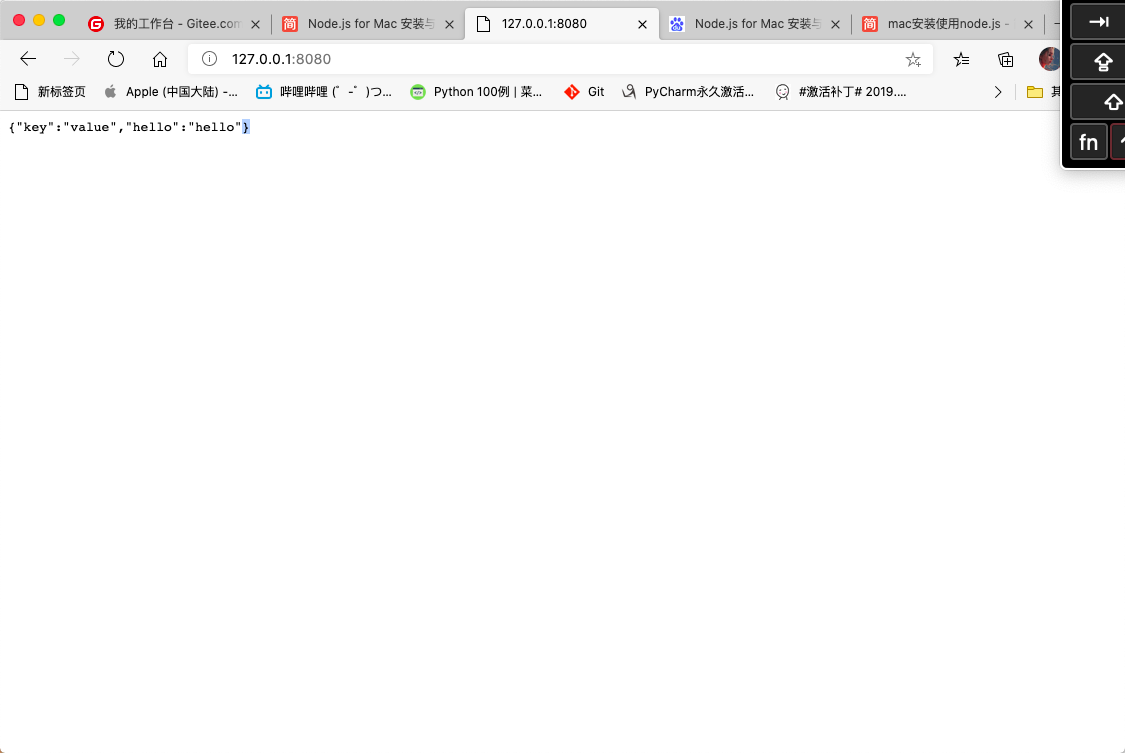 我的工作台 - Gitee.com
Node.js for Mac 安装与
127.0.0.1:8080
Node.js for Mac 安装与
mac安装使用node.js -
127.0.0.1:8080
新标签页
Apple (中国大陆) -...
哔哩哔哩 (゜-゜)つ...
Python 100例 | 菜...
Git
PyCharm永久激活...
#激活补丁# 2019....
其
{"key":"value","hello":"hello"}
fn